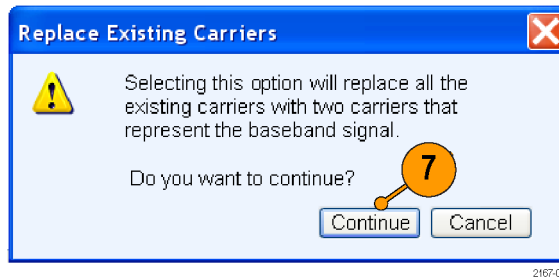 Replace Existing Carriers
Selecting this option will replace all the
existing carriers with two carriers that
represent the baseband signal.
Do you want to continue?
7
Continue Cancel